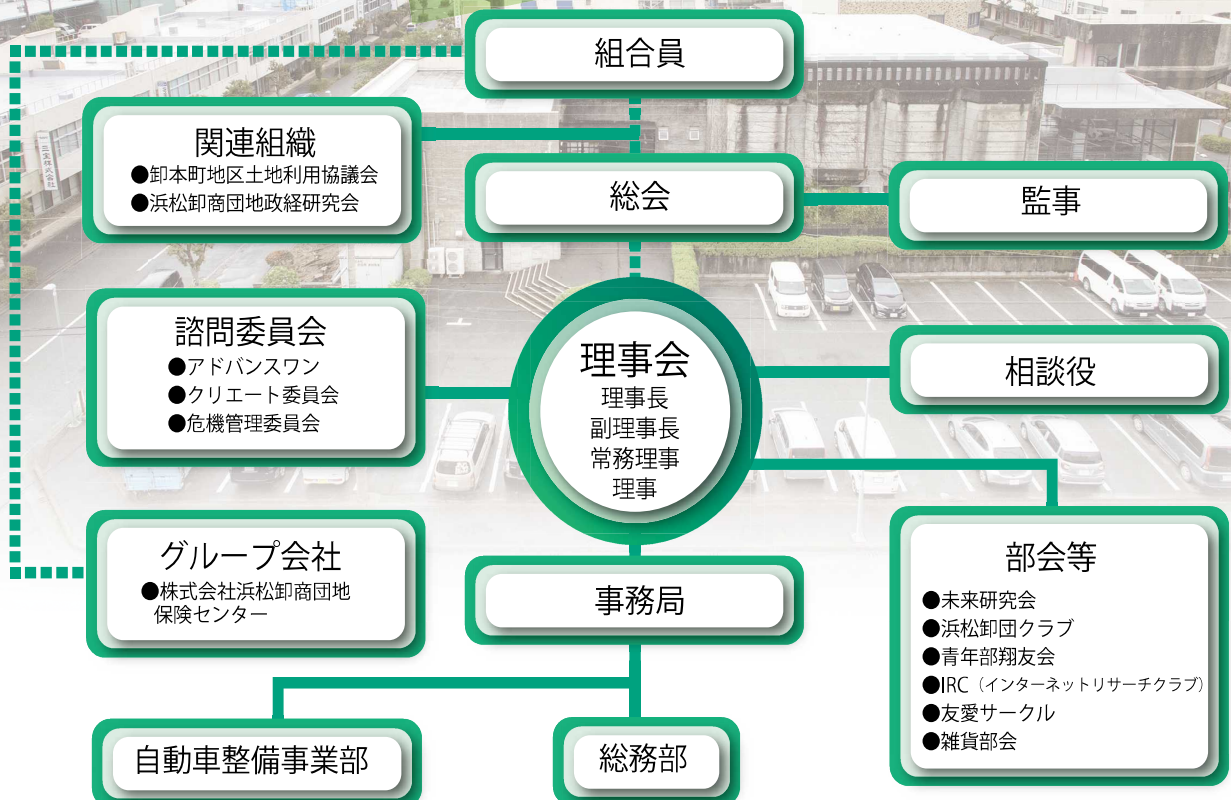 組合員
関連組織
●卸本町地区土地利用協議会
●浜松卸商団地政経研究会
総会
監事
諮問委員会
●アドバンスワン
●クリエート委員会
●危機管理委員会
理事会
理事長
副理事長
常務理事
理事
相談役
グループ会社
●株式会社浜松卸商団地
保険センター
事務局
部会等
●未来研究会
●浜松卸団クラブ
●青年部翔友会
●IRC（インターネットリサーチクラブ）
●友愛サークル
●雑貨部会
自動車整備事業部
総務部